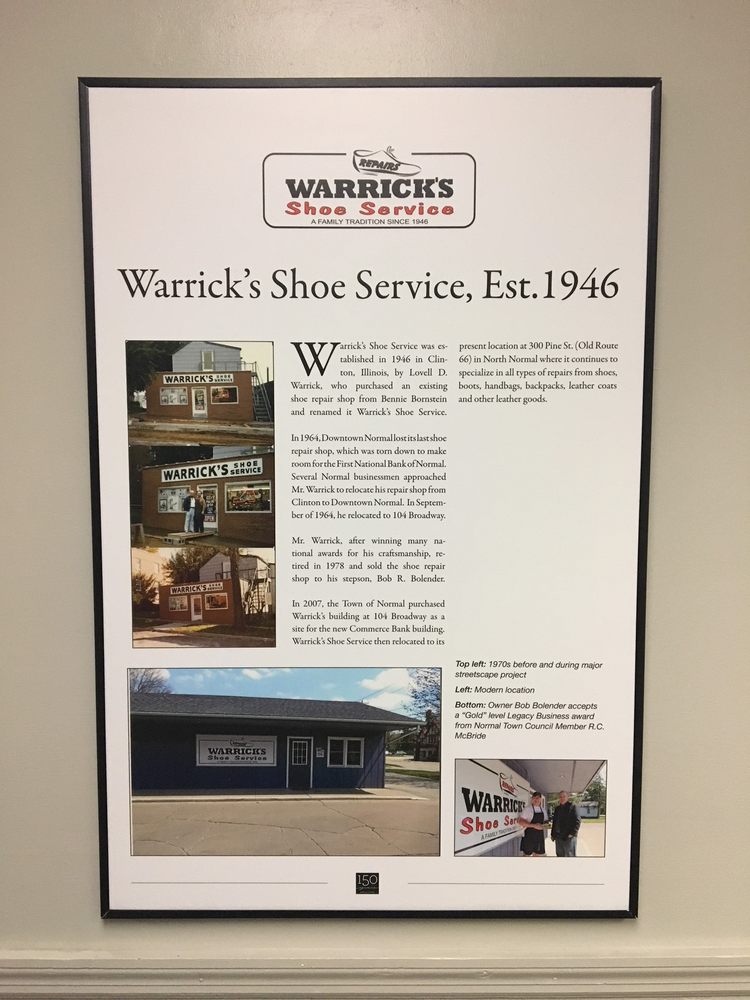 REPAIRS
WARRICK'S
Shoe Service
A FAMILY TRADITION SINCE 1946
Warrick's Shoe Service, Est.1946
WARRICK'S SHOE SERVICE
WARRICK'S SHOE SERVICE
OPEN
WARRICK'S SHOE SERVICE
Warrick's Shoe Service was es-
tablished in 1946 in Clin-
ton, Illinois, by Lovell D.
Warrick, who purchased an existing
shoe repair shop from Bennie Bornstein
and renamed it Warrick's Shoe Service.
In 1964, Downtown Normal lost its last shoe
repair shop, which was torn down to make
room for the First National Bank of Normal.
Several Normal businessmen approached
Mr. Warrick to relocate his repair shop from
Clinton to Downtown Normal. In Septem-
ber of 1964, he relocated to 104 Broadway.
Mr. Warrick, after winning many na-
tional awards for his craftsmanship, re-
tired in 1978 and sold the shoe repair
shop to his stepson, Bob R. Bolender.
In 2007, the Town of Normal purchased
Warrick's building at 104 Broadway as a
site for the new Commerce Bank building.
Warrick's Shoe Service then relocated to its
present location at 300 Pine St. (Old Route
66) in North Normal where it continues to
specialize in all types of repairs from shoes,
boots, handbags, backpacks, leather coats
and other leather goods.
Top left: 1970s before and during major
streetscape project
Left: Modern location
Bottom: Owner Bob Bolender accepts
a "Gold" level Legacy Business award
from Normal Town Council Member R.C.
McBride
WARRICK'S
Shoe Service
REPAIRS
WARRICK'S
Shoe Ser
A FAMILY TRADITION
150